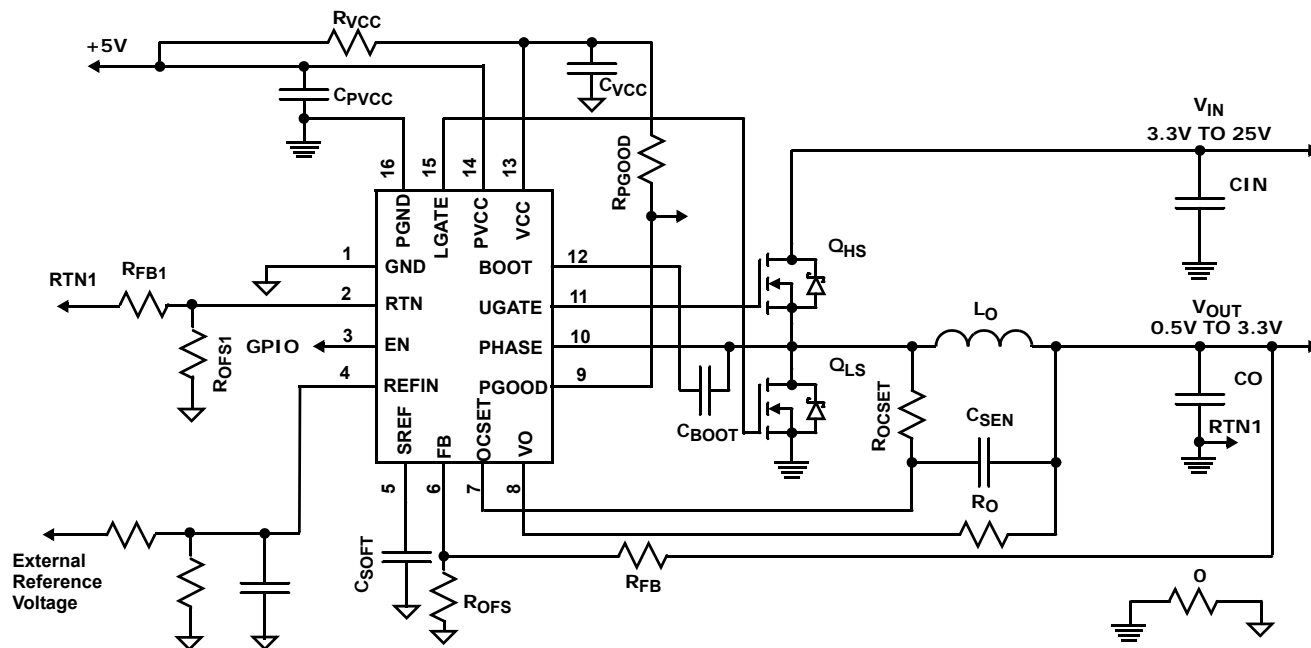 RVCC
+5V
CPVCC
CVCC
VIN
3.3V TO 25V
CIN
RPGOOD
16
15
14
13
PGND
LGATE
PVCC
VCC
1
GND
BOOT
12
QHS
RTN1
RFB1
2
RTN
UGATE
11
LO
VOUT
0.5V TO 3.3V
GPIO
3
EN
PHASE
10
QLS
ROFS1
4
REFIN
PGOOD
9
CBOOT
ROCSET
CSEN
CO
RTN1
SREF
FB
OCSET
VO
5
6
7
8
RO
External
Reference
Voltage
CSOFT
ROFS
RFB
0